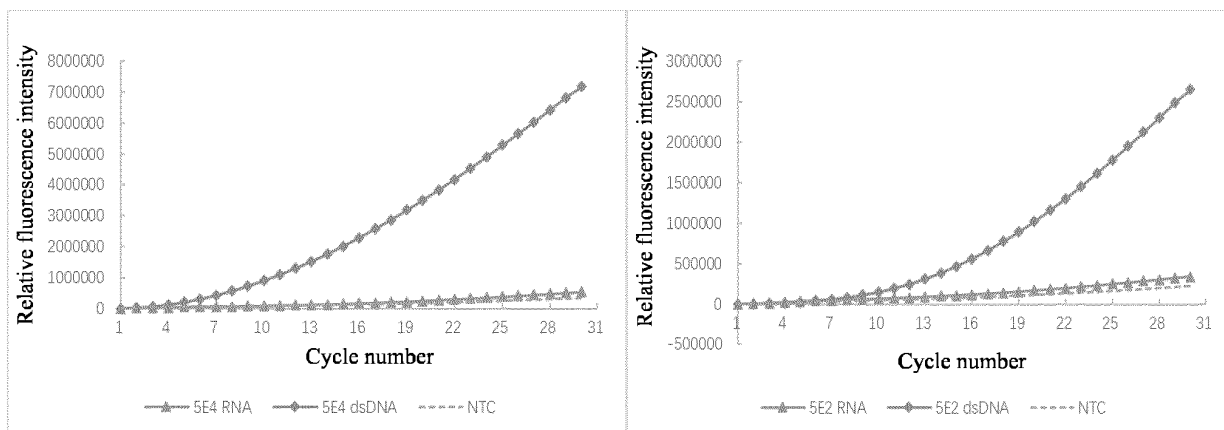 Relative fluorescence intensity
8000000
7000000
6000000
5000000
4000000
3000000
2000000
1000000
0
1 4 7 10 13 16 19 22 25 28 31
Cycle number
5E4 RNA 5E4 dsDNA NTC
Relative fluorescence intensity
3000000
2500000
2000000
1500000
1000000
500000
0
-500000
1 4 7 10 13 16 19 22 25 28 31
Cycle number
5E2 RNA 5E2 dsDNA NTC